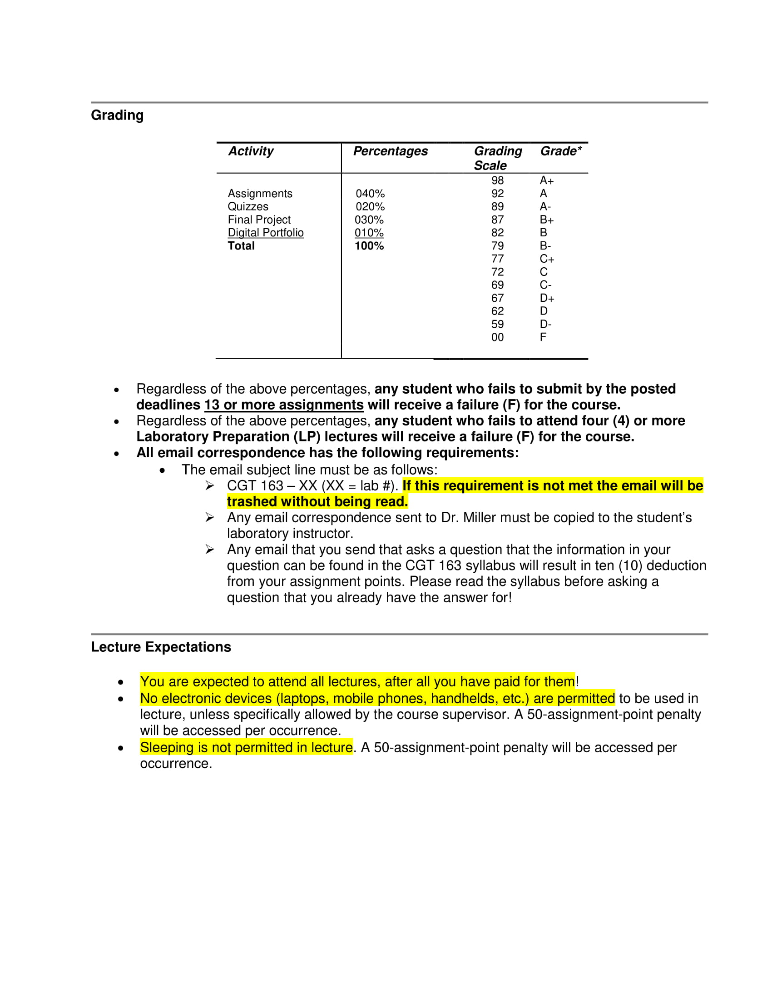 Grading
Activity Percentages Grading Grade*
Scale
98 A+
Assignments 040% 92 A
Quizzes 020% 89 A-
Final Project 030% 87 B+
Digital Portfolio 010% 82 B
Total 100% 79 B-
77 C+
72 C
69 C-
67 D+
62 D
59 D-
00 F
• Regardless of the above percentages, any student who fails to submit by the posted
deadlines 13 or more assignments will receive a failure (F) for the course.
• Regardless of the above percentages, any student who fails to attend four (4) or more
Laboratory Preparation (LP) lectures will receive a failure (F) for the course.
• All email correspondence has the following requirements:
• The email subject line must be as follows:
➢ CGT 163 – XX (XX = lab #). If this requirement is not met the email will be
trashed without being read.
➢ Any email correspondence sent to Dr. Miller must be copied to the student’s
laboratory instructor.
➢ Any email that you send that asks a question that the information in your
question can be found in the CGT 163 syllabus will result in ten (10) deduction
from your assignment points. Please read the syllabus before asking a
question that you already have the answer for!
Lecture Expectations
• You are expected to attend all lectures, after all you have paid for them!
• No electronic devices (laptops, mobile phones, handhelds, etc.) are permitted to be used in
lecture, unless specifically allowed by the course supervisor. A 50-assignment-point penalty
will be accessed per occurrence.
• Sleeping is not permitted in lecture. A 50-assignment-point penalty will be accessed per
occurrence.